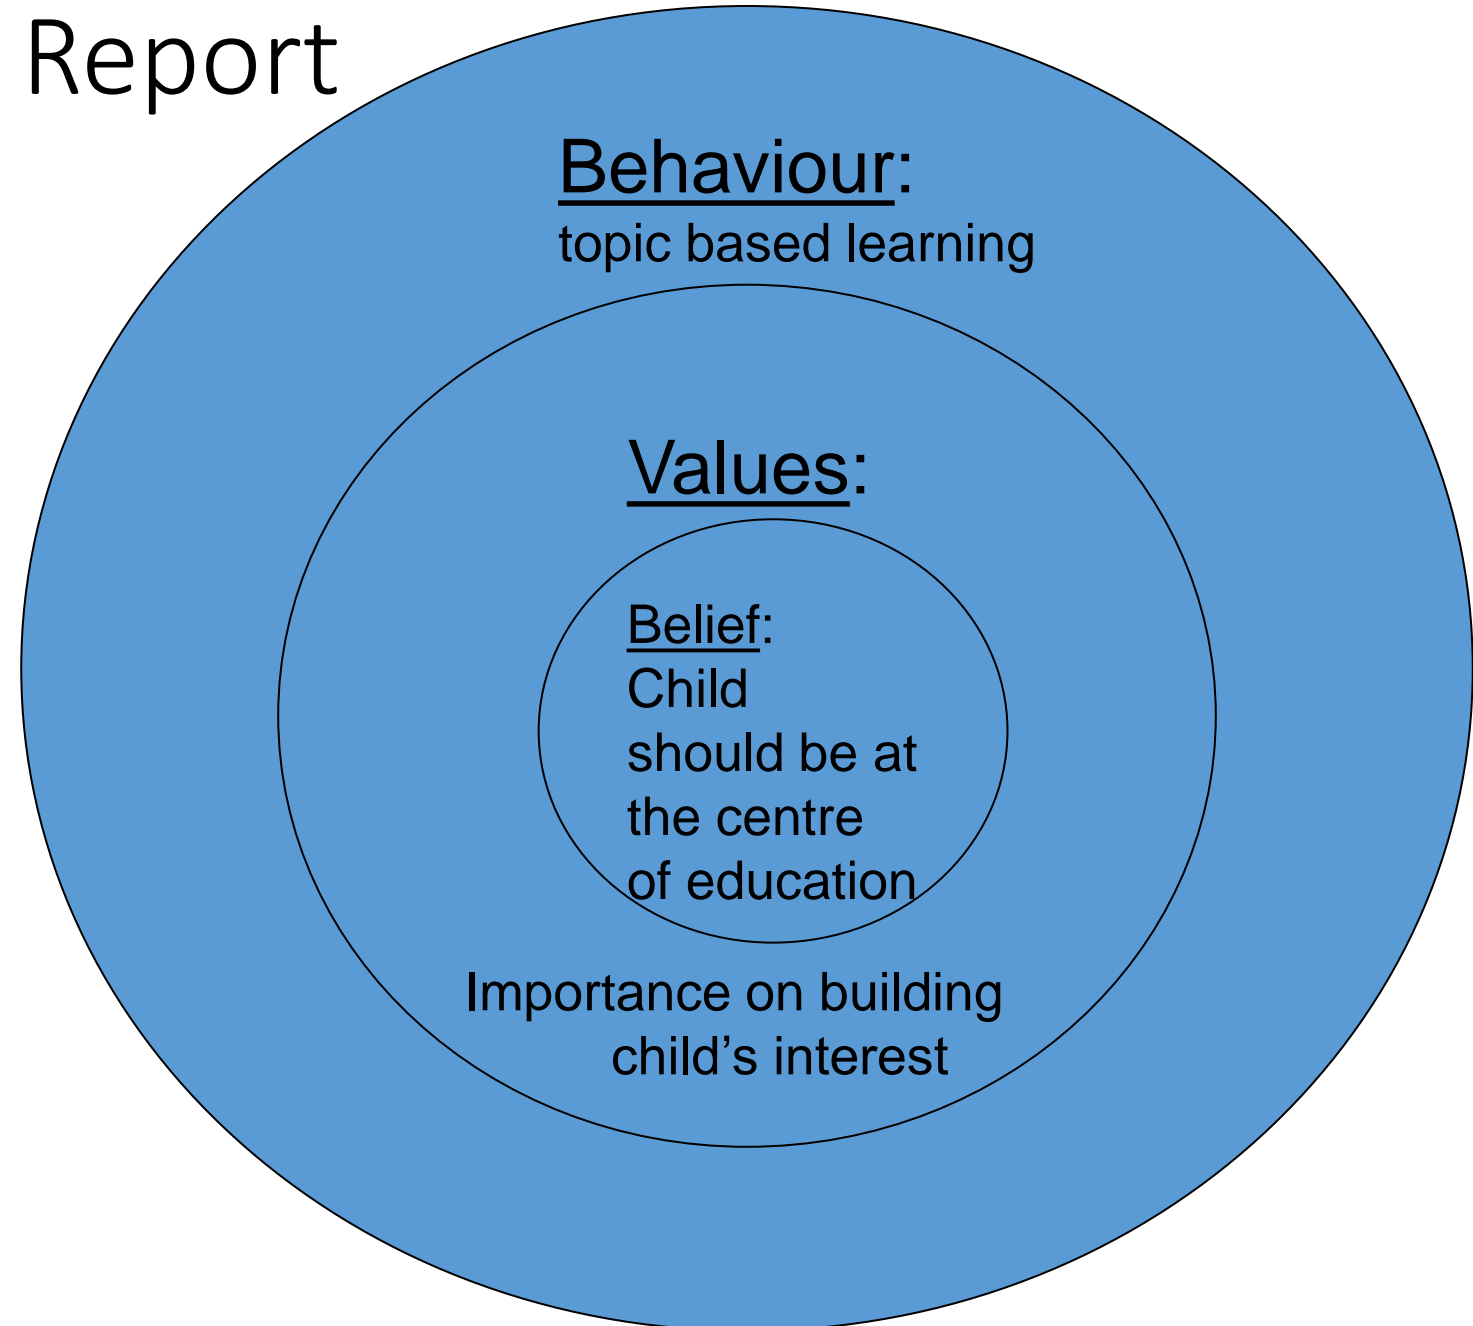 Report
Behaviour:
topic based learning
Values:
Belief:
Child
should be at
the centre
of education
Importance on building
child’s interest